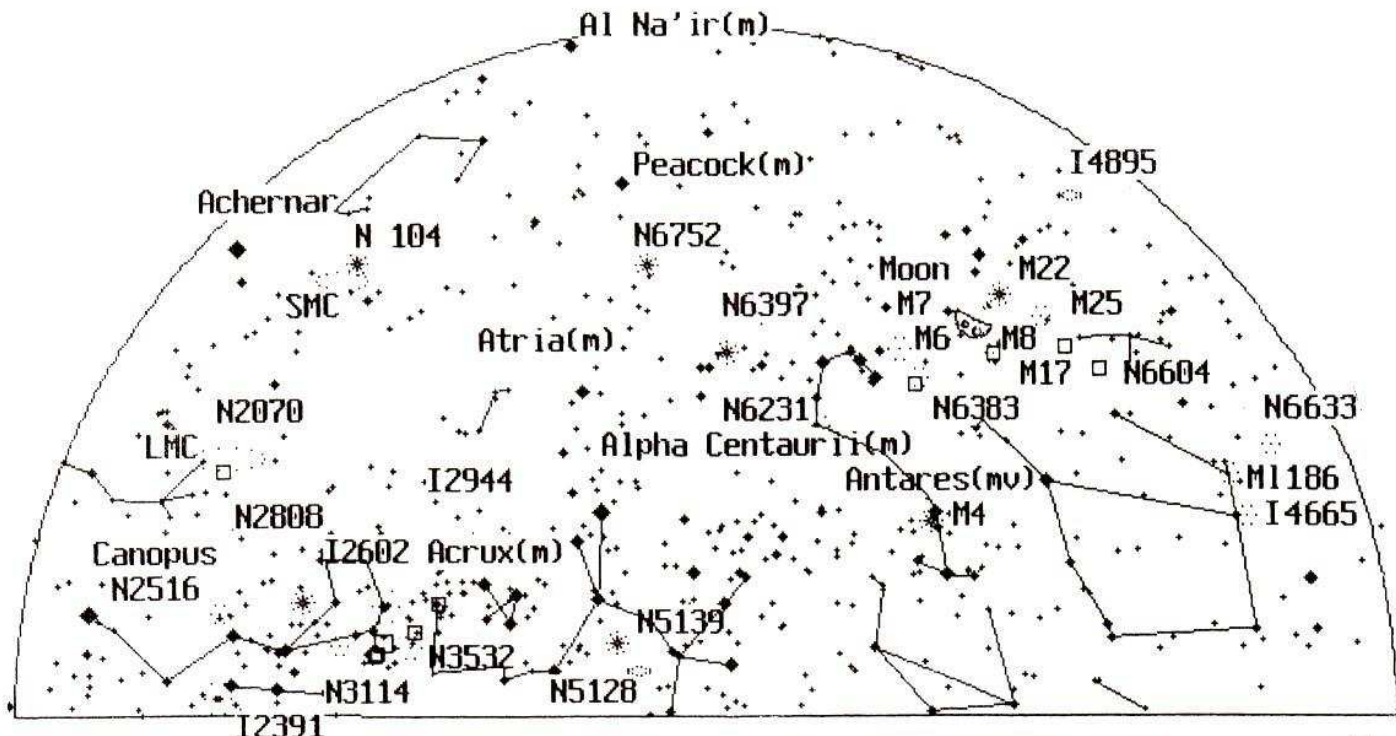 Al Na'ir(m)
Peacock(m)
I4895
Achernar
N 104
N6752
Moon
M22
SMC
N6397
M7
M25
Atria(m)
M6
M8
M17
N6604
N2070
N6231
N6383
N6633
LMC
Alpha Centaurii(m)
I2944
Antares(mv)
Ml186
N2808
M4
I4665
Canopus
I2602
Acrux(m)
N2516
N5139
N3532
N3114
N5128
I2391